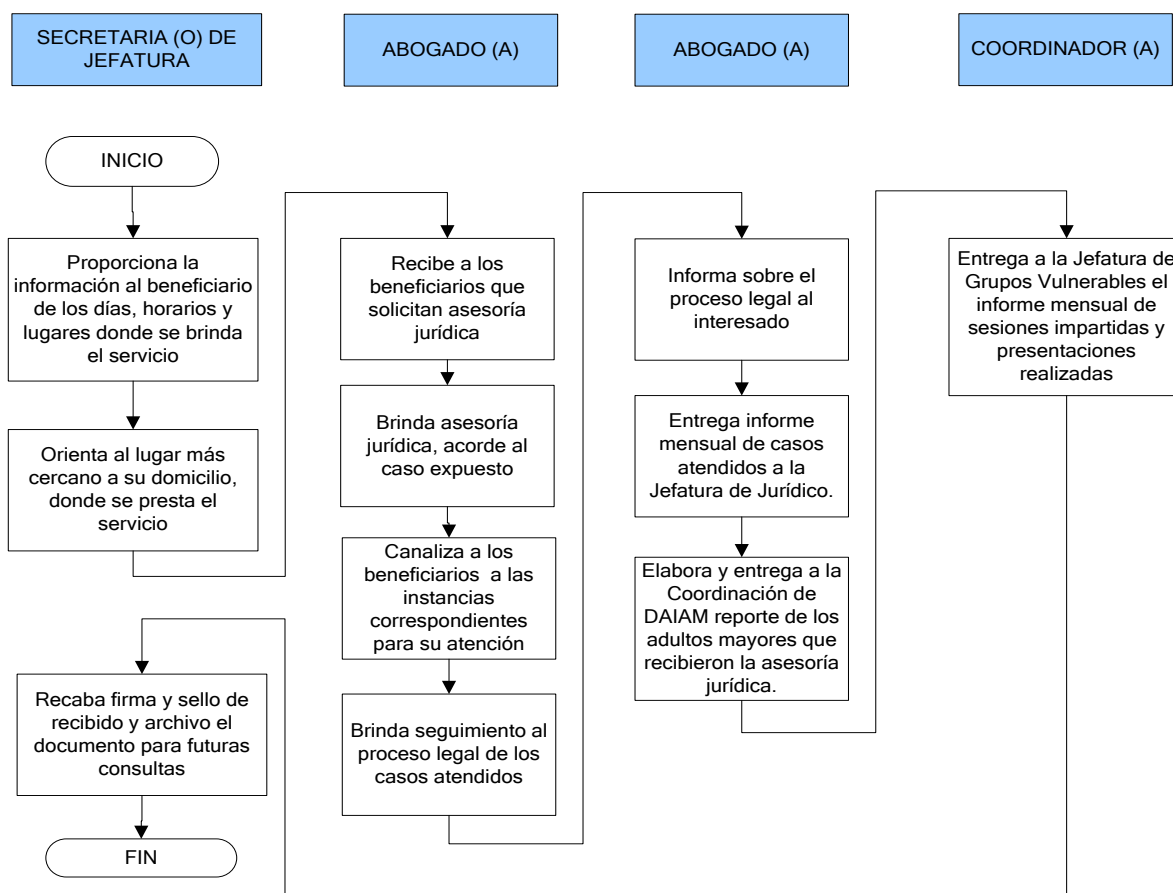 SECRETARIA (O) DE
JEFATURA
ABOGADO (A)
ABOGADO (A)
COORDINADOR (A)
INICIO
Proporciona la
información al beneficiario
de los días, horarios y
lugares donde se brinda
el servicio
Orienta al lugar más
cercano a su domicilio,
donde se presta el
servicio
Recibe a los
beneficiarios que
solicitan asesoría
jurídica
Brinda asesoría
jurídica, acorde al
caso expuesto
Canaliza a los
beneficiarios a las
instancias
correspondientes
para su atención
Brinda seguimiento al
proceso legal de los
casos atendidos
Informa sobre el
proceso legal al
interesado
Entrega informe
mensual de casos
atendidos a la
Jefatura de Jurídico.
Elabora y entrega a la
Coordinación de
DAIAM reporte de los
adultos mayores que
recibieron la asesoría
jurídica.
Entrega a la Jefatura de
Grupos Vulnerables el
informe mensual de
sesiones impartidas y
presentaciones
realizadas
Recaba firma y sello de
recibido y archivo el
documento para futuras
consultas
FIN